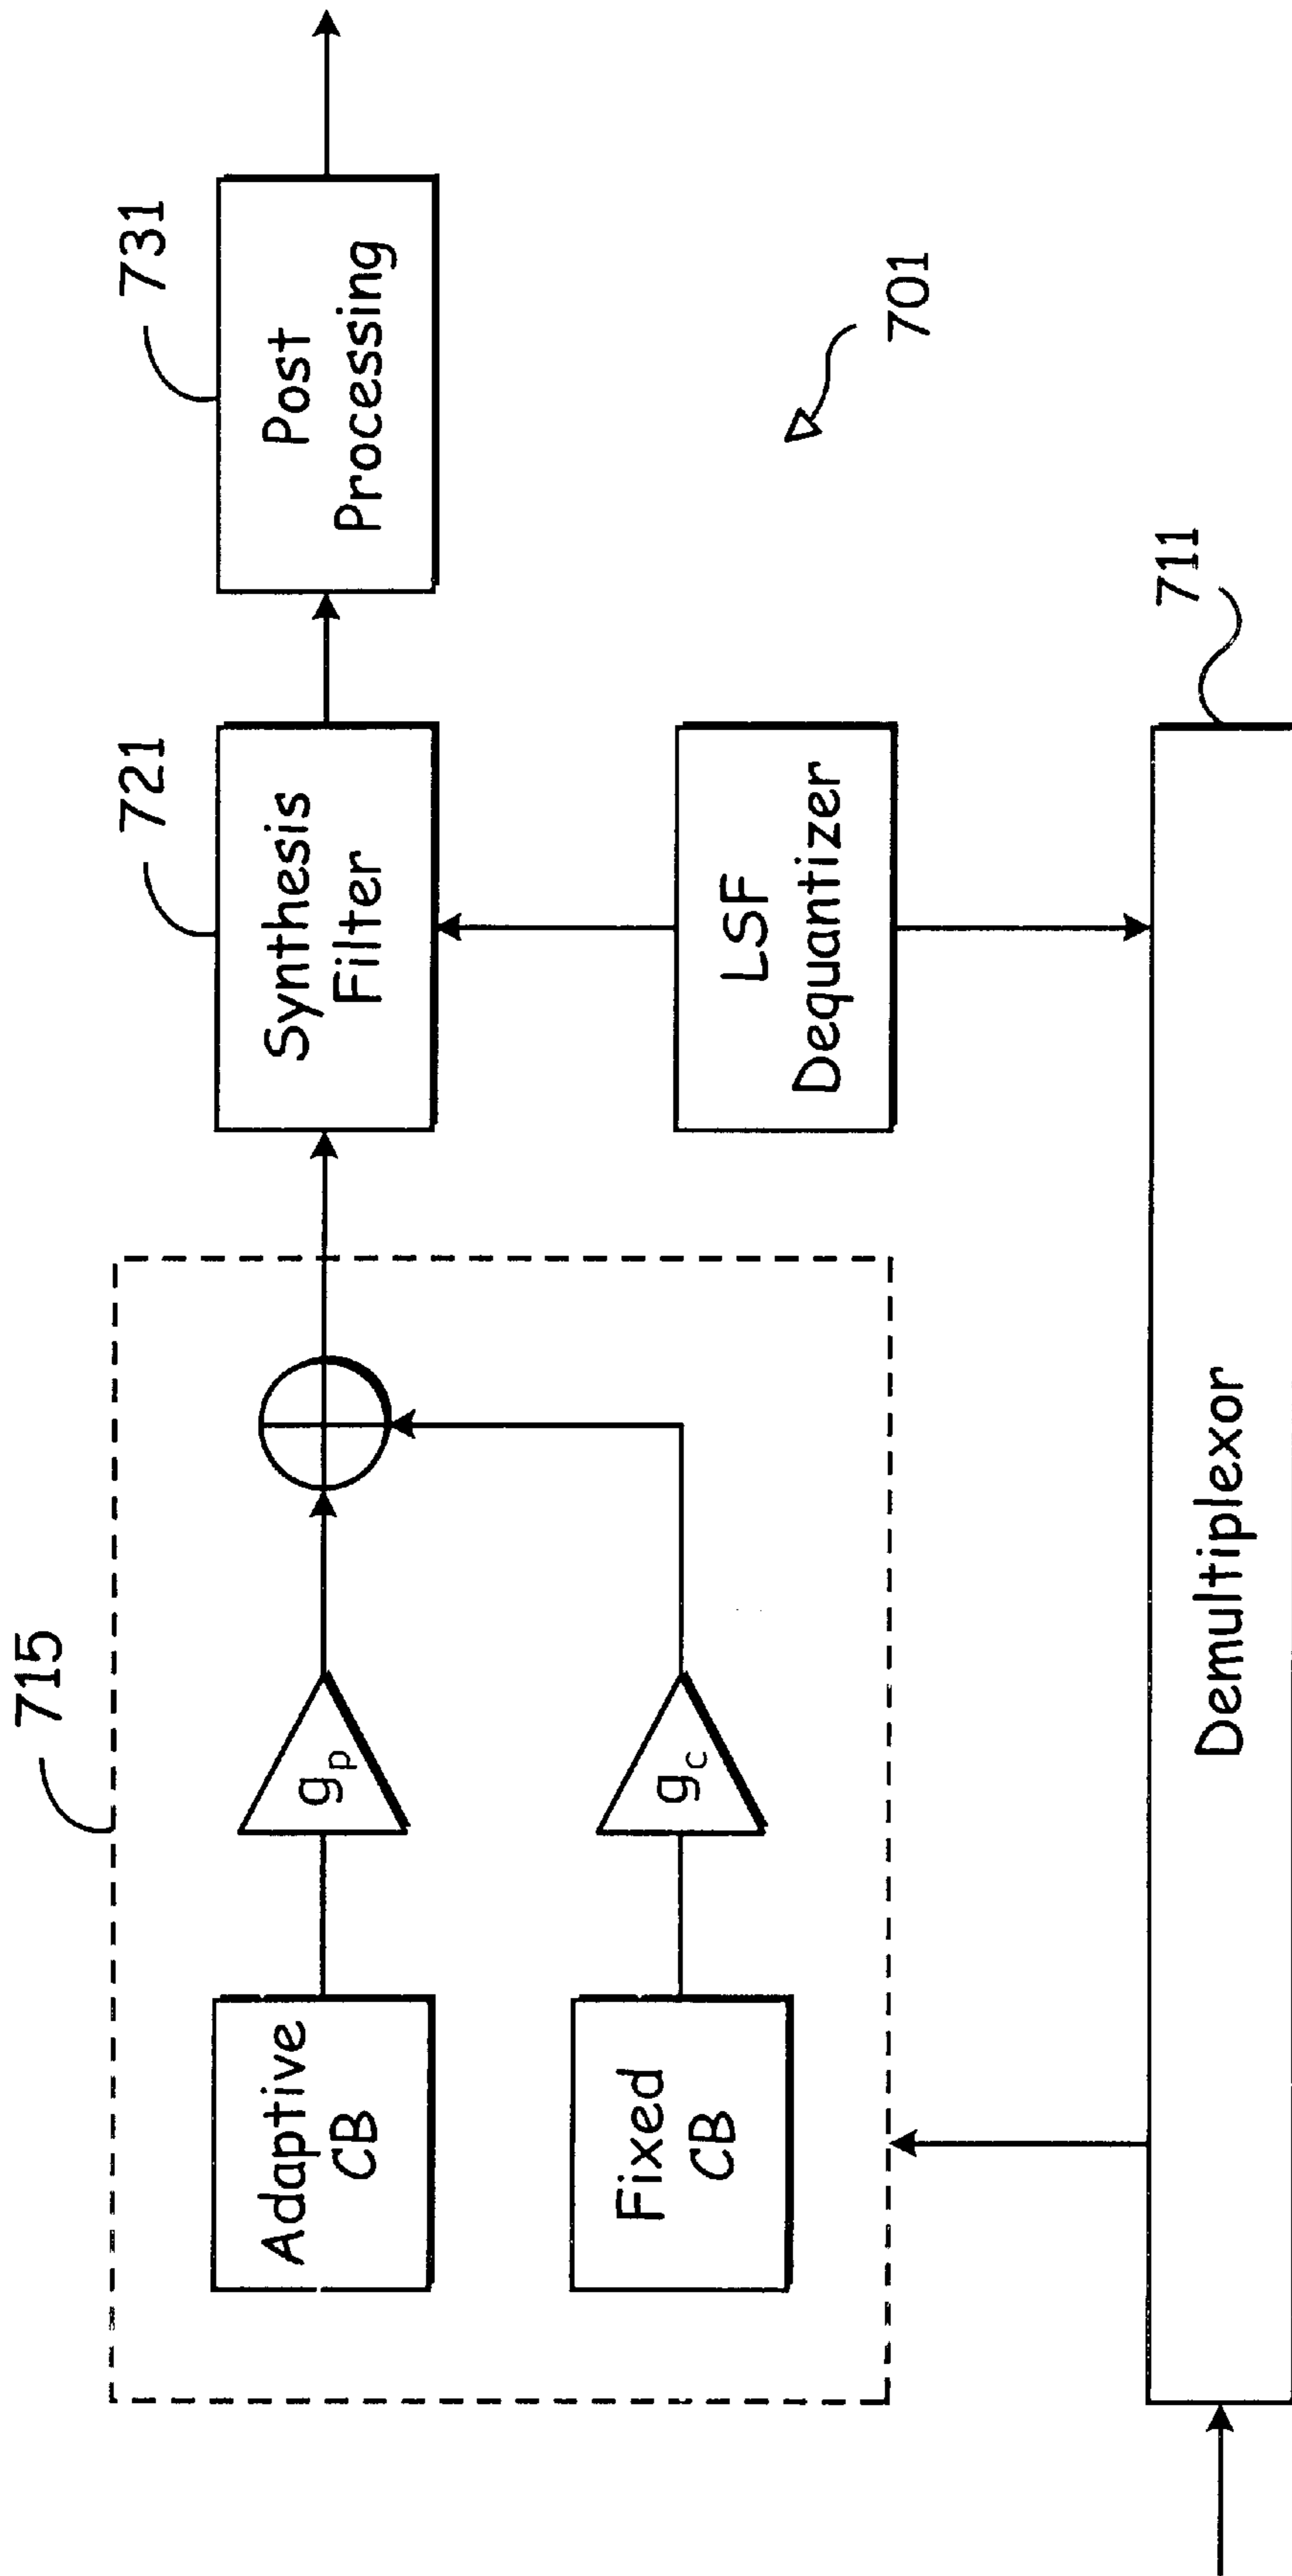 715
721
731
Adaptive
CB
g_p
Synthesis
Filter
Post
Processing
Fixed
CB
g_c
LSF
Dequantizer
701
Demultiplexor
711